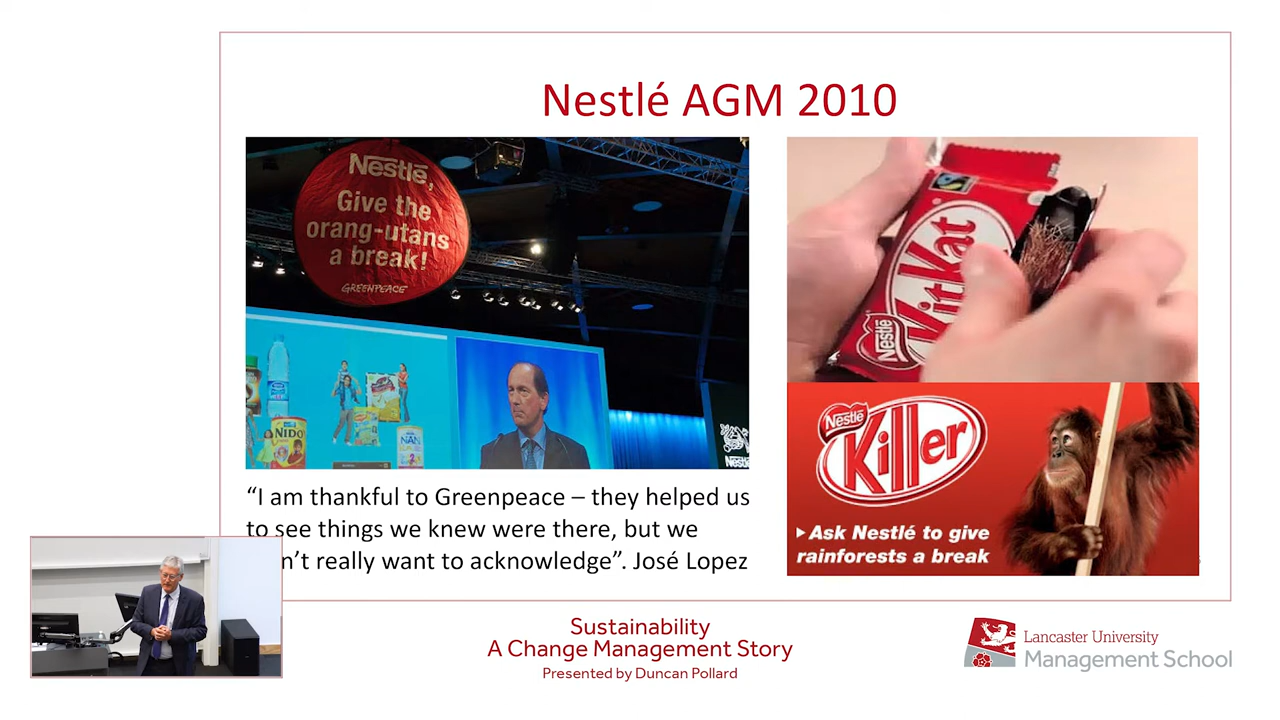 Nestlé AGM 2010
Nestlé,
Give the
orang-utans
a break!
GREENPEACE
NIDO
NAN
Nestlé
KitKat
Nestlé
Nestlé
Killer
Ask Nestlé to give
rainforests a break
“I am thankful to Greengreen – they helped us
to see things we knew were there, but we
n’t really want to acknowledge”. José Lopez
Sustainability
A Change Management Story
Presented by Duncan Pollard
Lancaster University
Management School